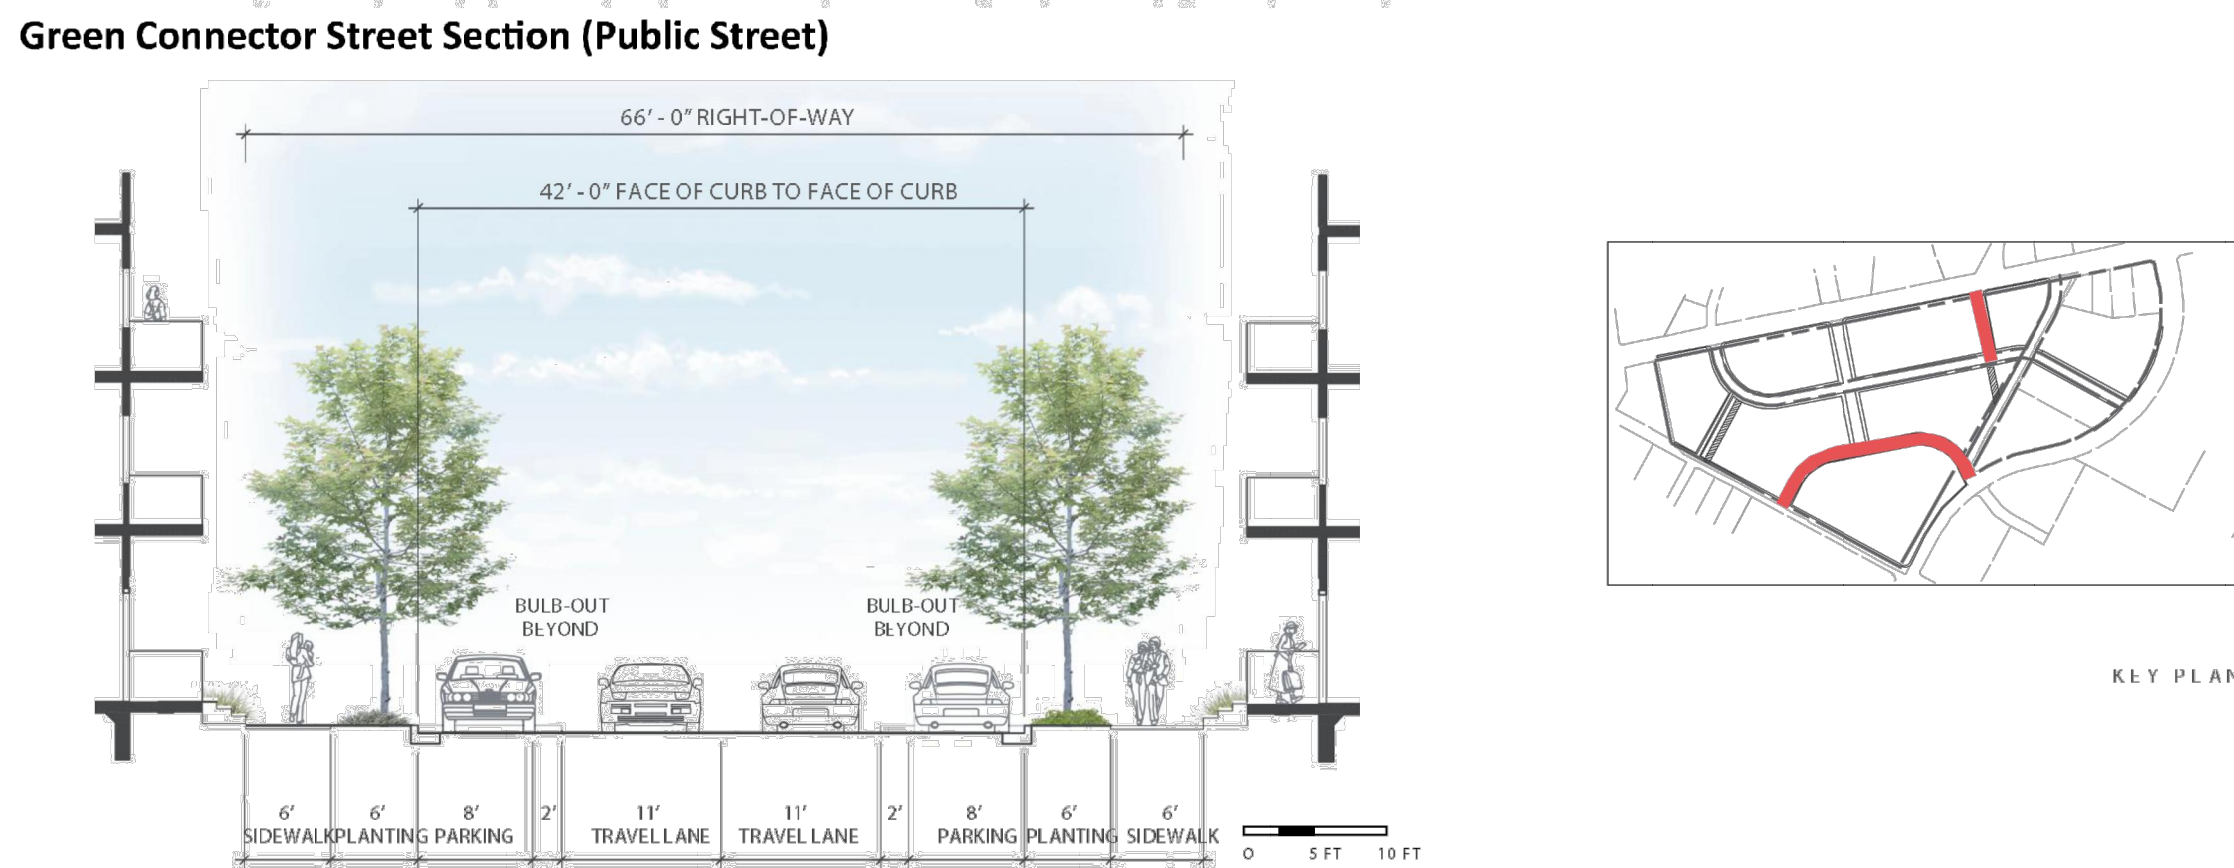 Green Connector Street Section (Public Street)
66' - 0" RIGHT-OF-WAY
42' - 0" FACE OF CURB TO FACE OF CURB
BULB-OUT
BEYOND
BULB-OUT
BEYOND
6' 6' 8' 2' 11' 11' 2' 8' 6' 6'
SIDEWALK PLANTING PARKING TRAVEL LANE TRAVEL LANE PARKING PLANTING SIDEWALK
0 5 FT 10 FT
KEY PLAN